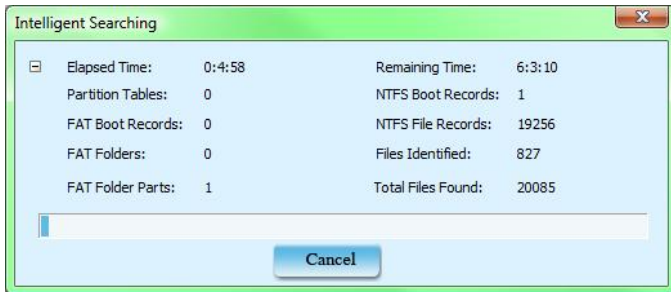 Intelligent Searching
Elapsed Time: 0:4:58 Remaining Time: 6:3:10
Partition Tables: 0 NTFS Boot Records: 1
FAT Boot Records: 0 NTFS File Records: 19256
FAT Folders: 0 Files Identified: 827
FAT Folder Parts: 1 Total Files Found: 20085
Cancel